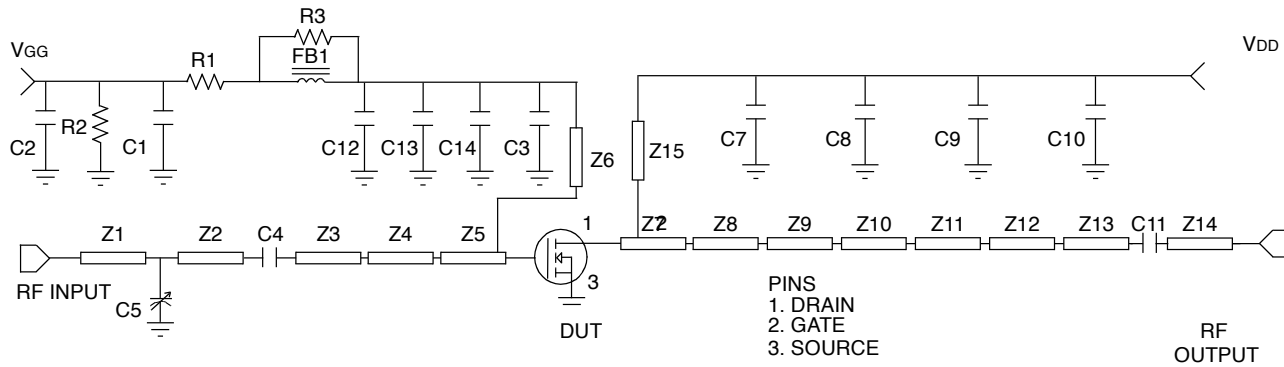 R3
VGG
R1
FB1
VDD
C2
R2
C1
C12
C13
C14
C3
Z6
Z15
C7
C8
C9
C10
Z1
Z2
C4
Z3
Z4
Z5
1
Z7
2
Z8
Z9
Z10
Z11
Z12
Z13
C11
Z14
RF INPUT
C5
3
DUT
PINS
1. DRAIN
2. GATE
3. SOURCE
RF
OUTPUT